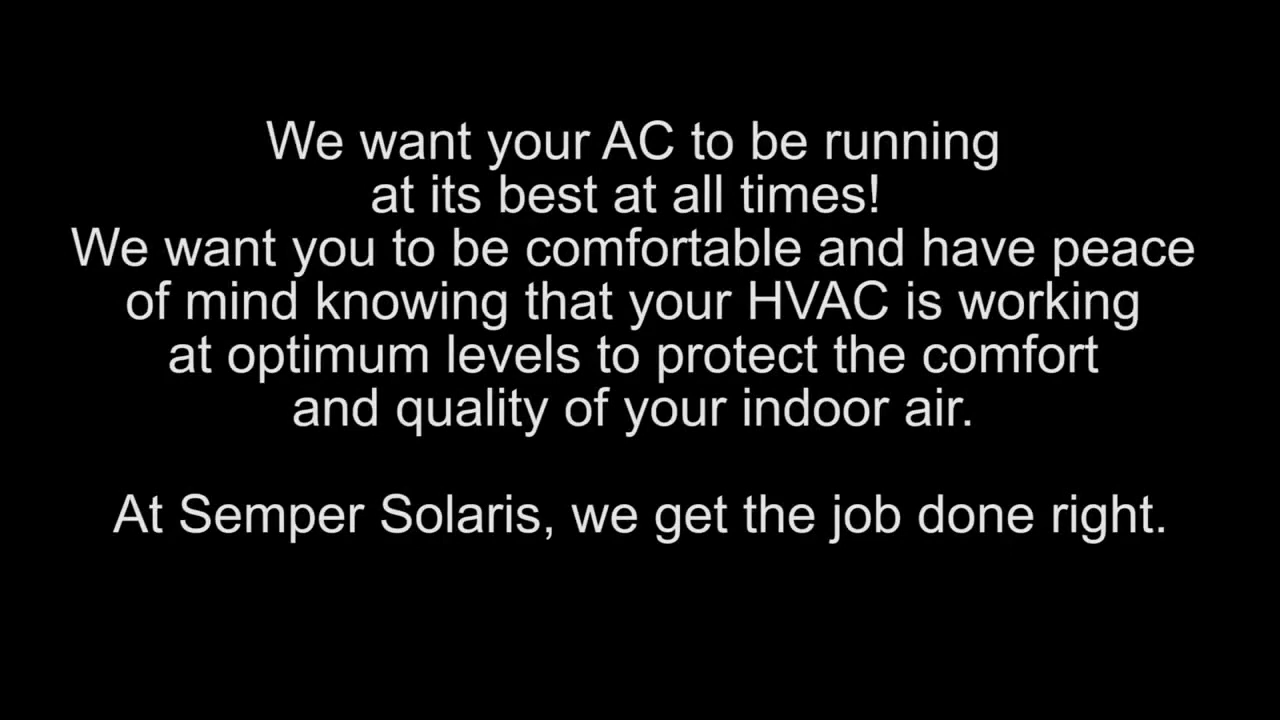 We want your AC to be running
at its best at all times!
We want you to be comfortable and have peace
of mind knowing that your HVAC is working
at optimum levels to protect the comfort
and quality of your indoor air.
At Semper Solaris, we get the job done right.